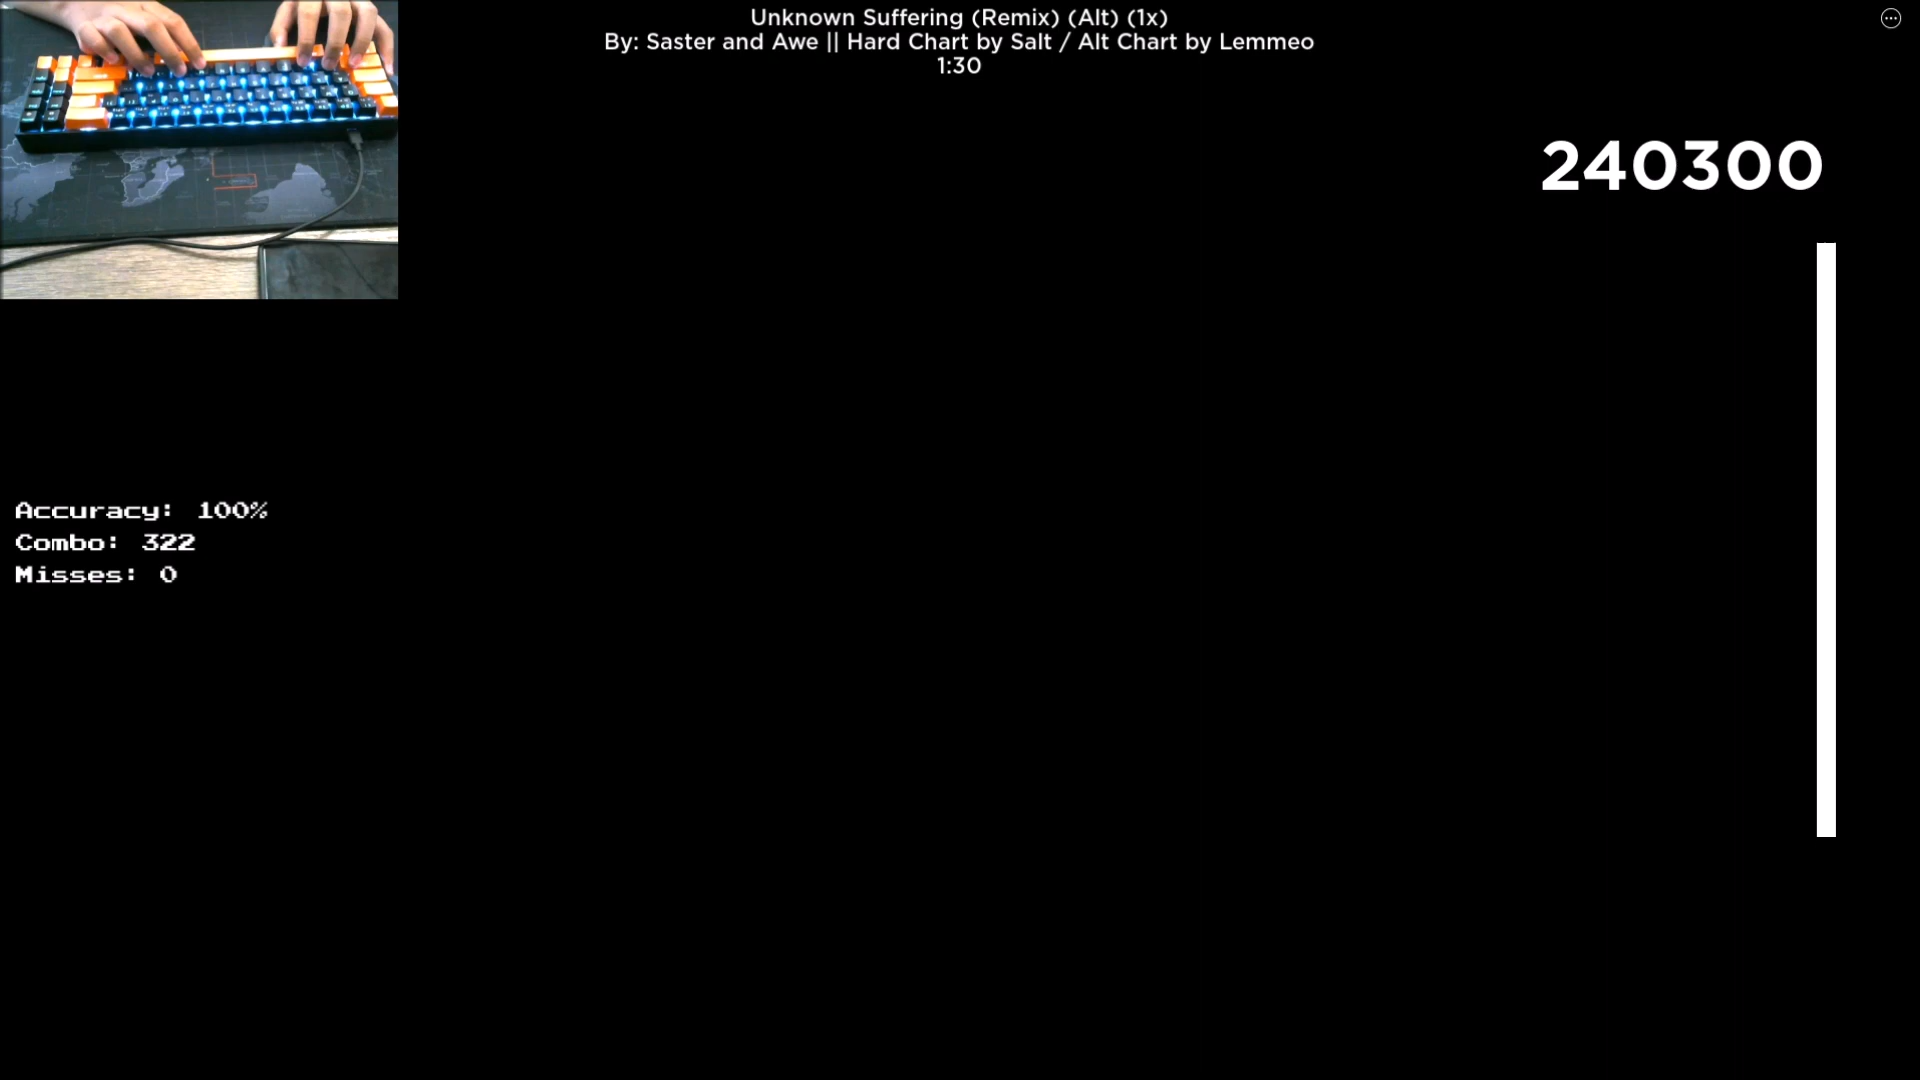 Unknown Suffering (Remix) (Alt) (1x)
By: Saster and Awe || Hard Chart by Salt / Alt Chart by Lemmeo
1:30
240300
Accuracy: 100%
Combo: 322
Misses: 0